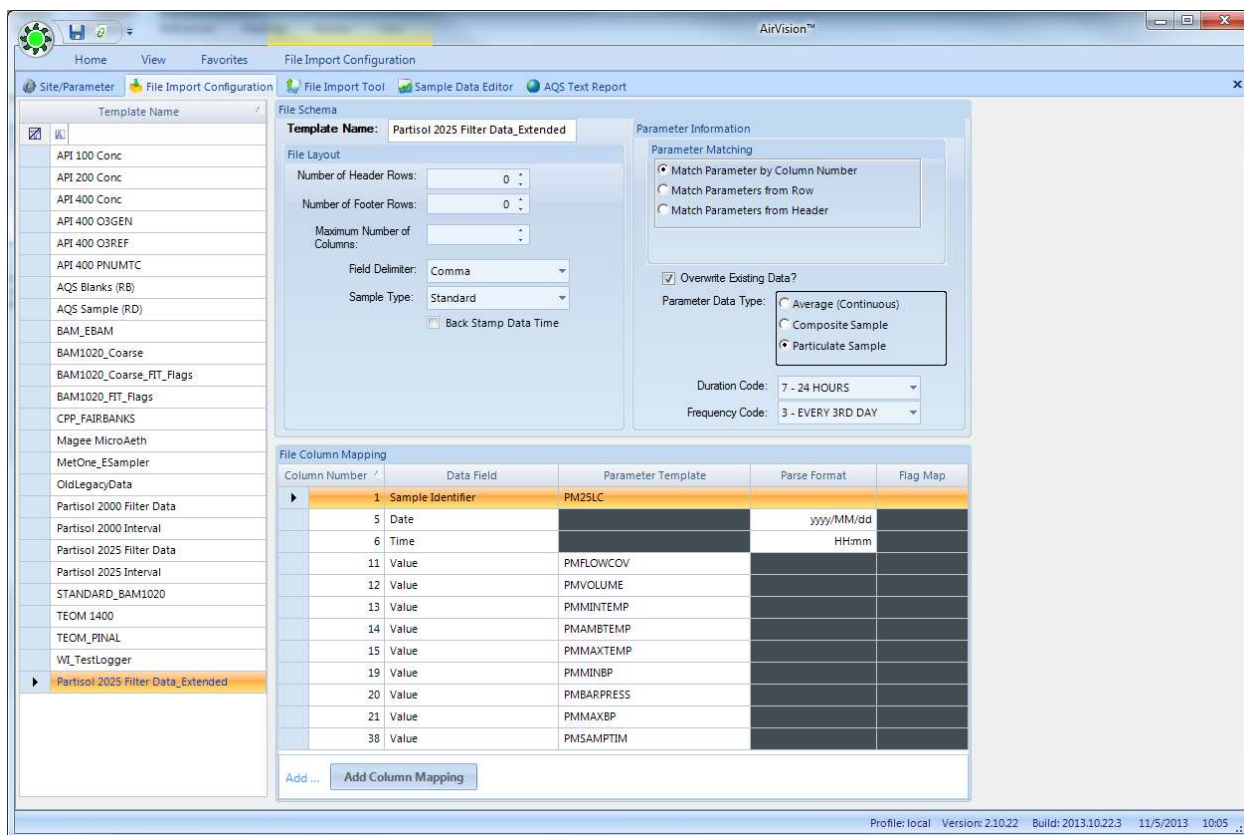 AirVision™
Home View Favorites File Import Configuration
Site/Parameter File Import Configuration File Import Tool Sample Data Editor AQS Text Report
Template Name
API 100 Conc
API 200 Conc
API 400 Conc
API 400 O3GEN
API 400 O3REF
API 400 PNUMTC
AQS Blanks (RB)
AQS Sample (RD)
BAM_EBAM
BAM1020_Coarse
BAM1020_Coarse_FIT_Flags
BAM1020_FIT_Flags
CPP_FAIRBANKS
Magee MicroAeth
MetOne_ESampler
OldLegacyData
Partisol 2000 Filter Data
Partisol 2000 Interval
Partisol 2025 Filter Data
Partisol 2025 Interval
STANDARD_BAM1020
TEOM 1400
TEOM_PINAL
WI_TestLogger
Partisol 2025 Filter Data_Extended
File Schema
Template Name: Partisol 2025 Filter Data_Extended
File Layout
Number of Header Rows: 0
Number of Footer Rows: 0
Maximum Number of
Columns:
Field Delimiter: Comma
Sample Type: Standard
Back Stamp Data Time
Parameter Information
Parameter Matching
Match Parameter by Column Number
Match Parameters from Row
Match Parameters from Header
Overwrite Existing Data?
Parameter Data Type: Average (Continuous)
Composite Sample
Particulate Sample
Duration Code: 7 - 24 HOURS
Frequency Code: 3 - EVERY 3RD DAY
File Column Mapping
Column Number Data Field Parameter Template Parse Format Flag Map
1 Sample Identifier PM25LC
5 Date yyyy/MM/dd
6 Time HH:mm
11 Value PMFLOWCOV
12 Value PMVOLUME
13 Value PMMINTEMP
14 Value PMAMBTEMP
15 Value PMMAXTEMP
19 Value PMMINBP
20 Value PMBARPRESS
21 Value PMMAXBP
38 Value PMSAMPTIM
Add ... Add Column Mapping
Profile: local Version: 2.10.22 Build: 2013.10.22.3 11/5/2013 10:05